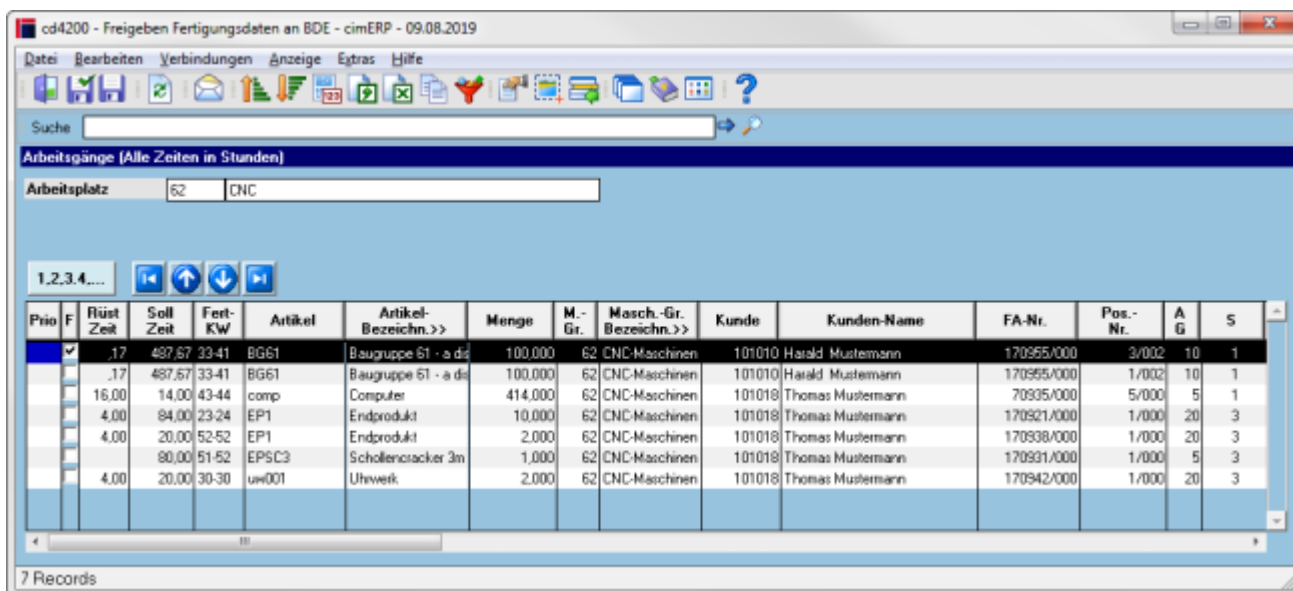 cd4200 - Freigeben Fertigungsdaten an BDE - cimERP - 09.08.2019
Datei Bearbeiten Verbindungen Anzeige Extras Hilfe
Suche
Arbeitsgänge (Alle Zeiten in Stunden)
Arbeitsplatz 62 CNC
1,2,3,4,...
Prio F Rüst Zeit Soll Zeit Fert- KW Artikel Artikel- Bezeichn.>> Menge M.- Gr. Masch.-Gr. Bezeichn.>> Kunde Kunden-Name FA-Nr. Pos.- Nr. A G S
,17 487,67 33-41 BG61 Baugruppe 61 - a dis 100,000 62 CNC-Maschinen 101010 Harald Mustermann 170955/000 3/002 10 1
,17 487,67 33-41 BG61 Baugruppe 61 - a dis 100,000 62 CNC-Maschinen 101010 Harald Mustermann 170955/000 1/002 10 1
16,00 14,00 43-44 comp Computer 414,000 62 CNC-Maschinen 101018 Thomas Mustermann 70935/000 5/000 5 1
4,00 84,00 23-24 EP1 Endprodukt 10,000 62 CNC-Maschinen 101018 Thomas Mustermann 170921/000 1/000 20 3
4,00 20,00 52-52 EP1 Endprodukt 2,000 62 CNC-Maschinen 101018 Thomas Mustermann 170938/000 1/000 20 3
80,00 51-52 EPSC3 Schollencracker 3m 1,000 62 CNC-Maschinen 101018 Thomas Mustermann 170931/000 1/000 5 3
4,00 20,00 30-30 uw001 Uhrwerk 2,000 62 CNC-Maschinen 101018 Thomas Mustermann 170942/000 1/000 20 3
7 Records